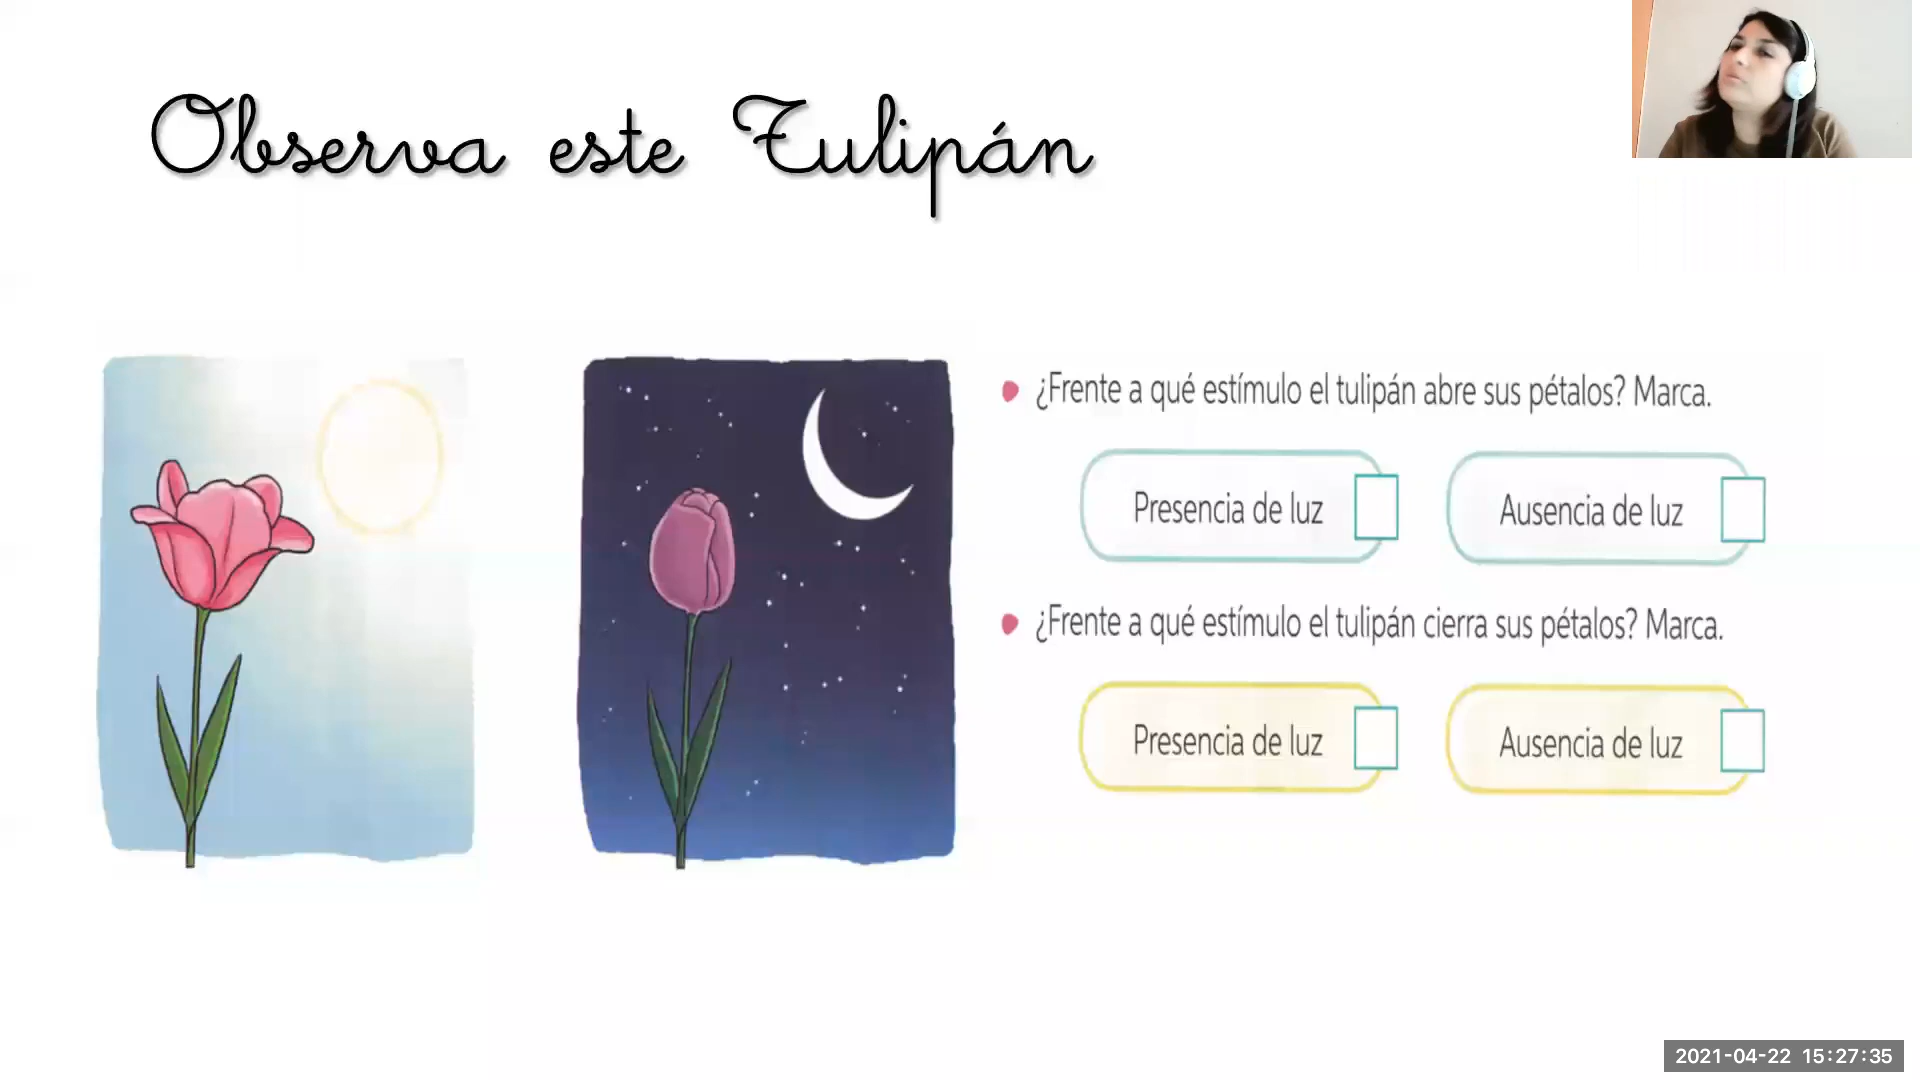 Observa este Tulipán
¿Frente a qué estímulo el tulipán abre sus pétalos? Marca.
Presencia de luz
Ausencia de luz
¿Frente a qué estímulo el tulipán cierra sus pétalos? Marca.
Presencia de luz
Ausencia de luz
2021-04-22 15:27:35